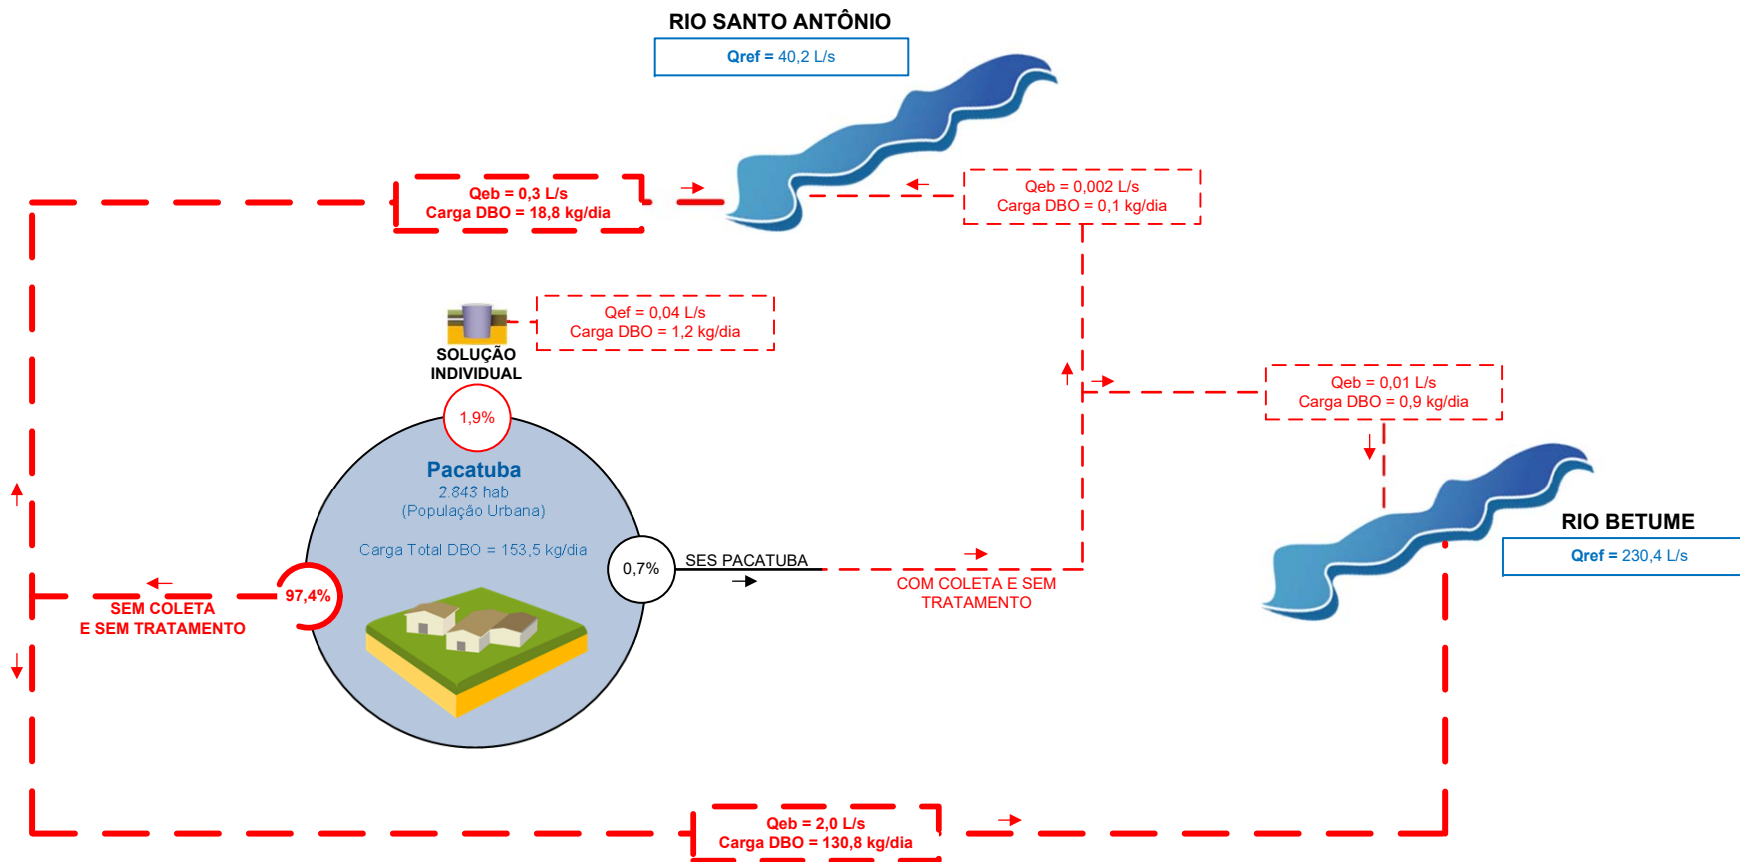 RIO SANTO ANTÔNIO
Qref = 40,2 L/s
Qeb = 0,3 L/s
Carga DBO = 18,8 kg/dia
Qeb = 0,002 L/s
Carga DBO = 0,1 kg/dia
Qef = 0,04 L/s
Carga DBO = 1,2 kg/dia
SOLUÇÃO
INDIVIDUAL
1,9%
Qeb = 0,01 L/s
Carga DBO = 0,9 kg/dia
Pacatuba
2.843 hab
(População Urbana)
Carga Total DBO = 153,5 kg/dia
RIO BETUME
Qref = 230,4 L/s
0,7%
SES PACATUBA
COM COLETA E SEM
TRATAMENTO
97,4%
SEM COLETA
E SEM TRATAMENTO
Qeb = 2,0 L/s
Carga DBO = 130,8 kg/dia